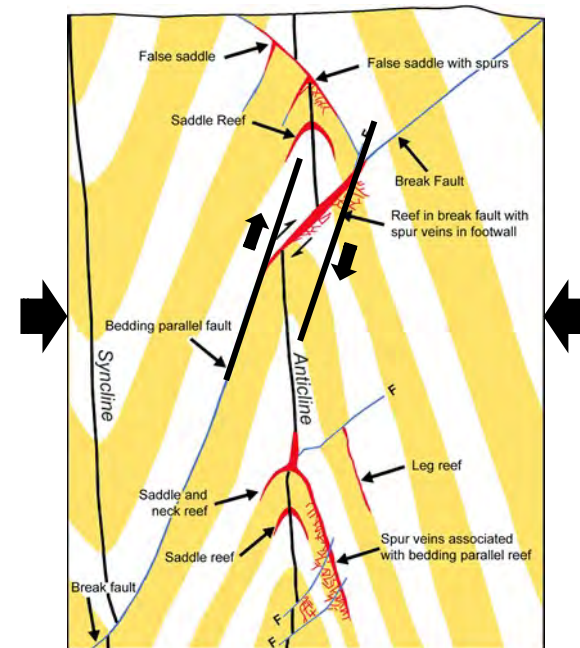 False saddle
False saddle with spurs
Saddle Reef
F
Break Fault
Reef in break fault with
spur veins in footwall
Bedding parallel fault
Syncline
Anticline
F
Leg reef
Saddle and
neck reef
Saddle reef
Spur veins associated
with bedding parallel reef
Break fault
F
F